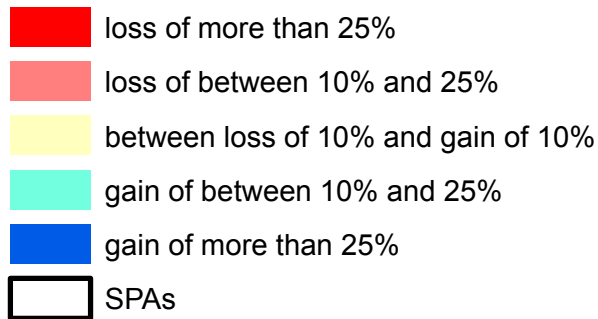 loss of more than 25%
loss of between 10% and 25%
between loss of 10% and gain of 10%
gain of between 10% and 25%
gain of more than 25%
SPAs